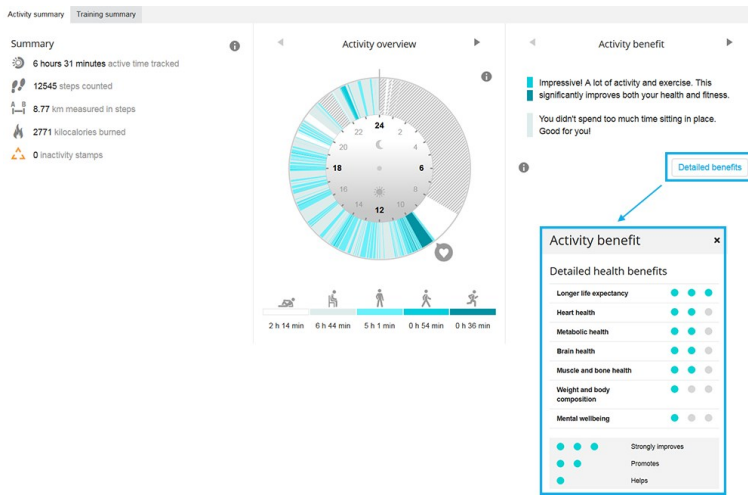 Activity summary
Training summary
Summary
6 hours 31 minutes active time tracked
12545 steps counted
A B
8.77 km measured in steps
2771 kilocalories burned
0 inactivity stamps
Activity overview
24
22 2
20 4
18 6
16 8
14 10
12
2 h 14 min 6 h 44 min 5 h 1 min 0 h 54 min 0 h 36 min
Activity benefit
Impressive! A lot of activity and exercise. This
significantly improves both your health and fitness.
You didn't spend too much time sitting in place.
Good for you!
Detailed benefits
Activity benefit
Detailed health benefits
Longer life expectancy
Heart health
Metabolic health
Brain health
Muscle and bone health
Weight and body
composition
Mental wellbeing
Strongly improves
Promotes
Helps